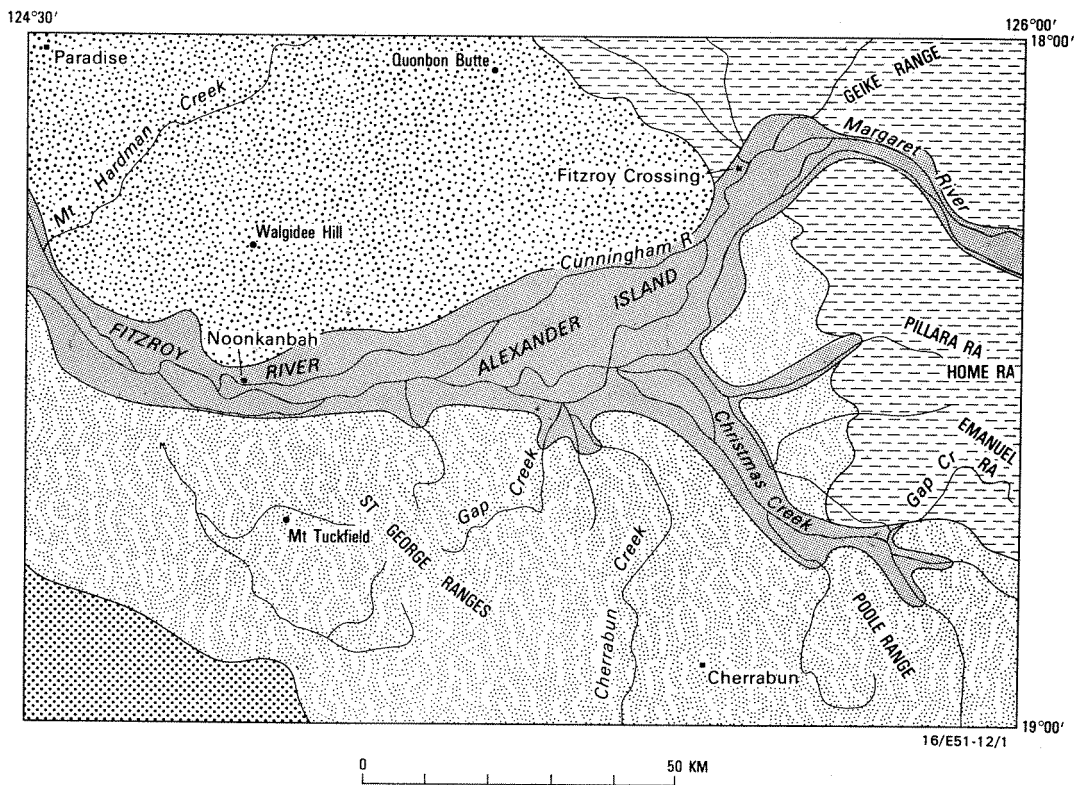 124°30′
126°00′
18°00′
Paradise
Quonbon Butte
GEIKE RANGE
Mt Hardman Creek
Margaret River
Fitzroy Crossing
Walgidee Hill
Cunningham R
ALEXANDER ISLAND
FITZROY RIVER
Noonkanbah
PILLARA RA
HOME RA
Christmas Creek
EMANUEL RA
Gap Cr
Gap Creek
ST GEORGE RANGES
Mt Tuckfield
Cherrabun Creek
POOLE RANGE
Cherrabun
19°00′
16/E51-12/1
0 50 KM